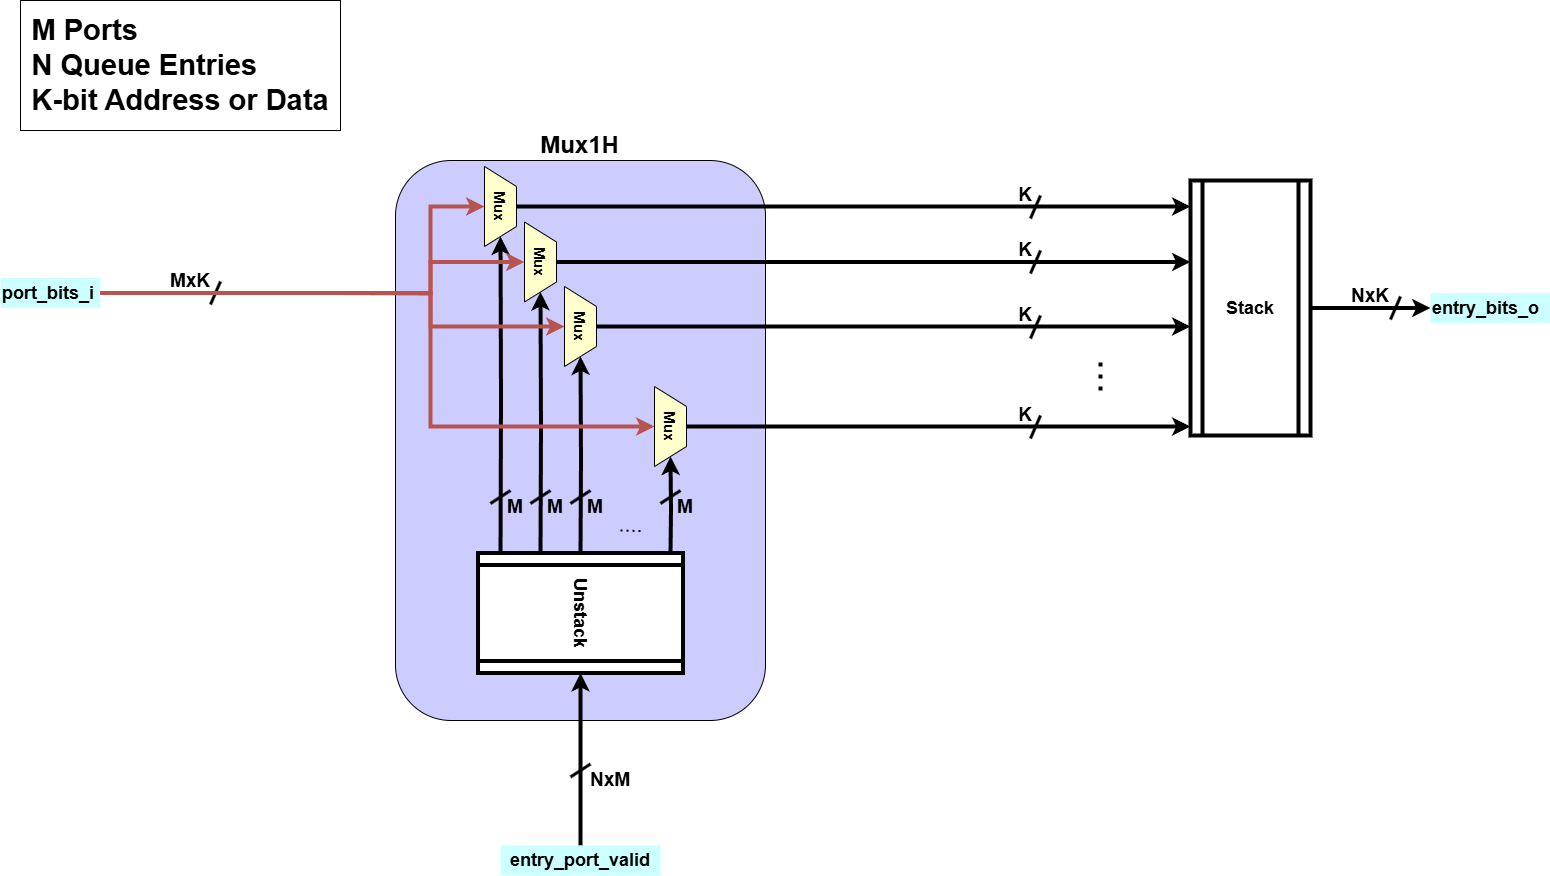 M Ports
N Queue Entries
K-bit Address or Data
Mux1H
Mux
Mux
Mux
Mux
K
K
K
K
port_bits_i
MxK
Stack
NxK
entry_bits_o
M
M
M
M
Unstack
NxM
entry_port_valid